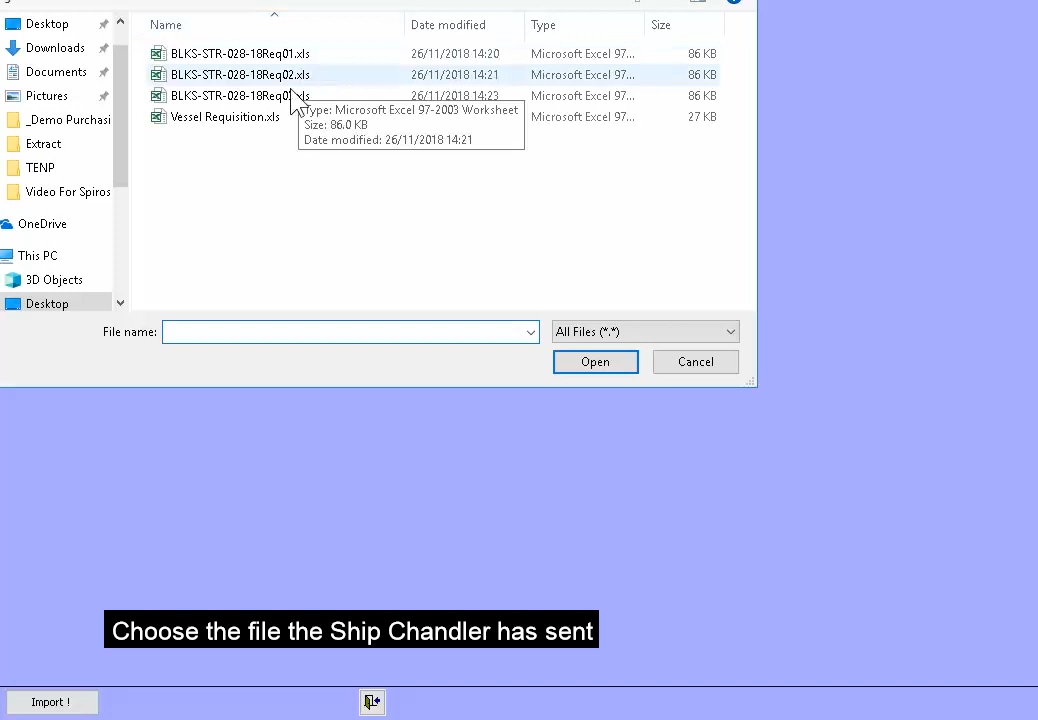 Name Date modified Type Size
Desktop
Downloads
Documents
Pictures
_Demo Purchasi
Extract
TENP
Video For Spiros
OneDrive
This PC
3D Objects
Desktop
BLKS-STR-028-18Req01.xls 26/11/2018 14:20 Microsoft Excel 97... 86 KB
BLKS-STR-028-18Req02.xls 26/11/2018 14:21 Microsoft Excel 97... 86 KB
.xls 26/11/2018 14:23 Microsoft Excel 97... 86 KB
Vessel Requisition.xls Microsoft Excel 97... 27 KB
Type: Microsoft Excel 97-2003 Worksheet
Size: 86.0 KB
Date modified: 26/11/2018 14:21
File name: All Files (*.*)
Open Cancel
Choose the file the Ship Chandler has sent
Import !